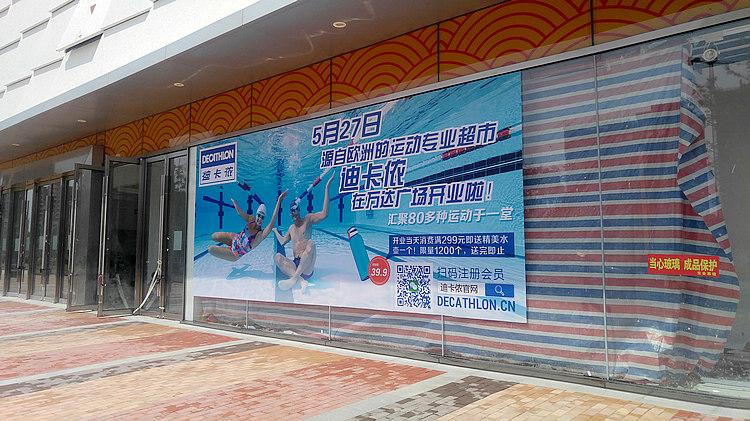 DECATHLON
迪卡侬
5月27日
源自欧洲的运动专业超市
迪卡侬
在万达广场开业啦！
汇聚80多种运动于一堂
开业当天消费满299元即送精美水
壶一个！限量1200个，送完即止
39.9
扫码注册会员
迪卡侬官网
DECATHLON.CN
当心玻璃 成品保护